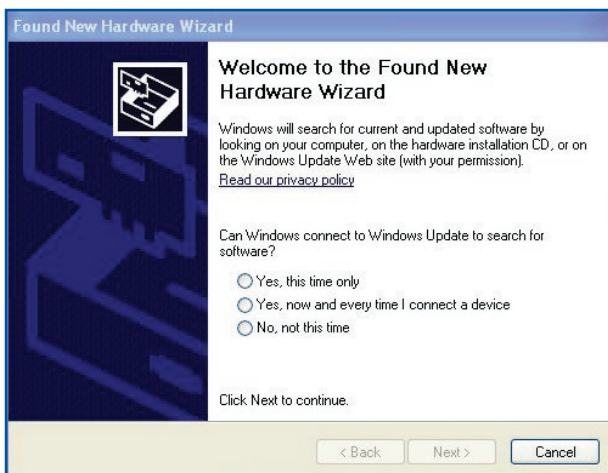 Found New Hardware Wizard
Welcome to the Found New
Hardware Wizard
Windows will search for current and updated software by
looking on your computer, on the hardware installation CD, or on
the Windows Update Web site (with your permission).
Read our privacy policy
Can Windows connect to Windows Update to search for
software?
Yes, this time only
Yes, now and every time I connect a device
No, not this time
Click Next to continue.
< Back Next > Cancel